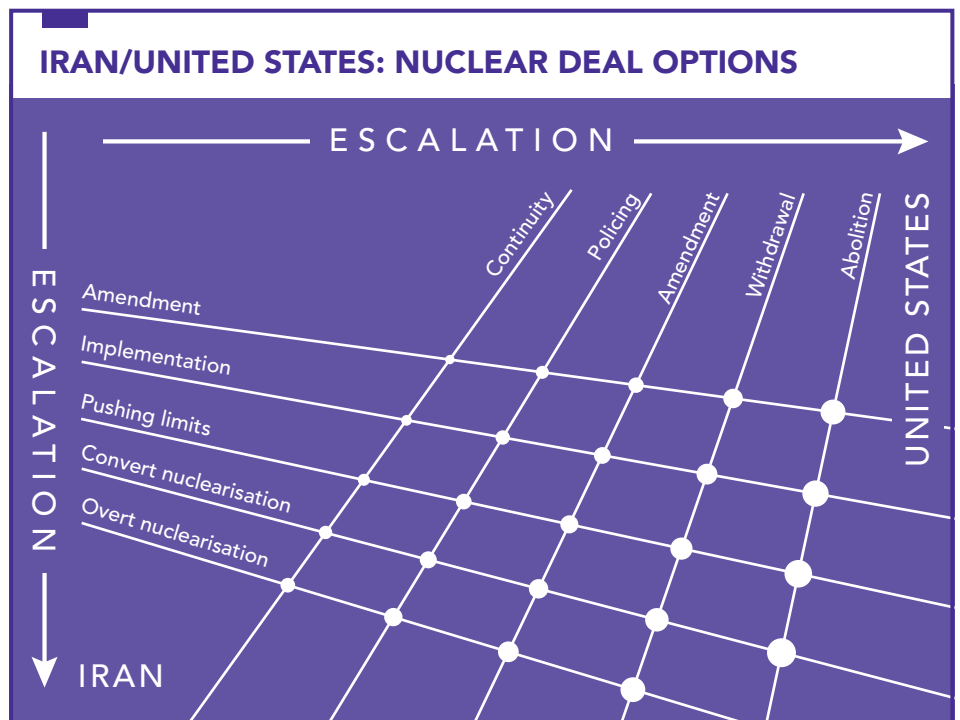 IRAN/UNITED STATES: NUCLEAR DEAL OPTIONS
ESCALATION
Continuity
Policing
Amendment
Withdrawal
Abolition
UNITED STATES
ESCALATION
Amendment
Implementation
Pushing limits
Convert nuclearisation
Overt nuclearisation
IRAN